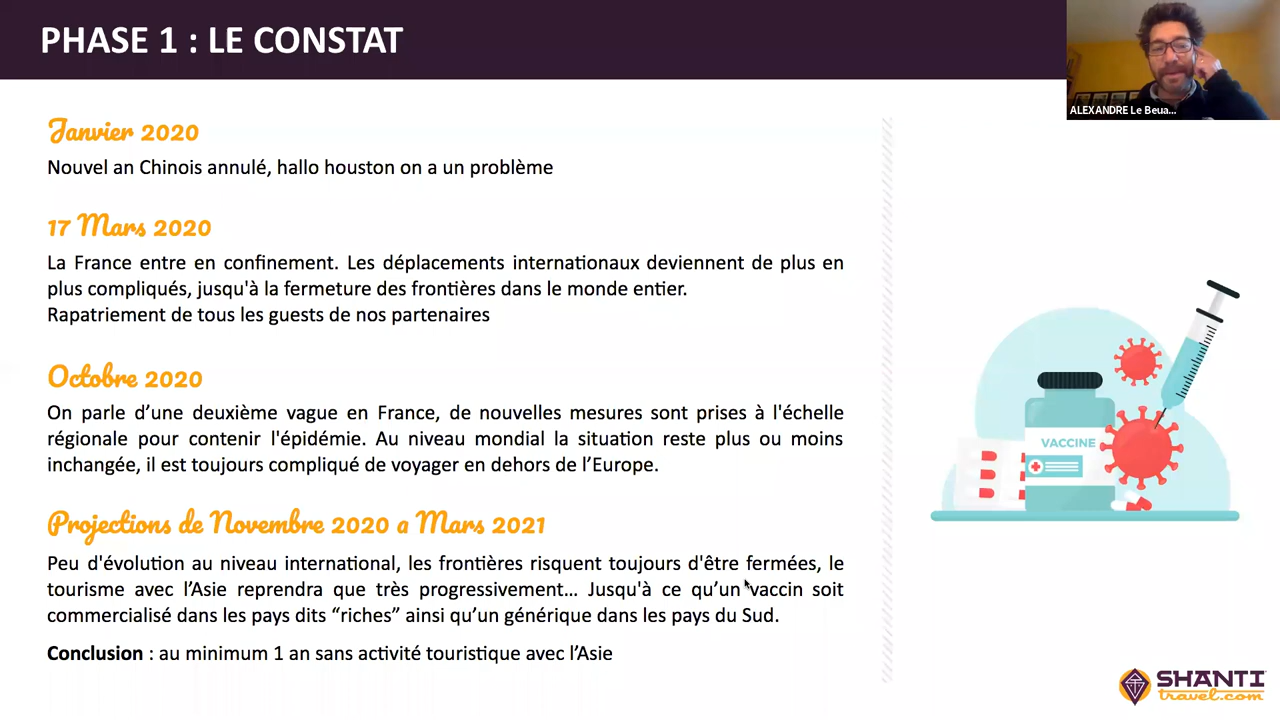 PHASE 1 : LE CONSTAT
ALEXANDRE Le Beua...
Janvier 2020
Nouvel an Chinois annulé, hallo houston on a un problème
17 Mars 2020
La France entre en confinement. Les déplacements internationaux deviennent de plus en
plus compliqués, jusqu'à la fermeture des frontières dans le monde entier.
Rapatriement de tous les guests de nos partenaires
Octobre 2020
On parle d’une deuxième vague en France, de nouvelles mesures sont prises à l'échelle
régionale pour contenir l'épidémie. Au niveau mondial la situation reste plus ou moins
inchangée, il est toujours compliqué de voyager en dehors de l’Europe.
Projections de Novembre 2020 a Mars 2021
Peu d'évolution au niveau international, les frontières risquent toujours d'être fermées, le
tourisme avec l’Asie reprendra que très progressivement... Jusqu'à ce qu’un vaccin soit
commercialisé dans les pays dits “riches” ainsi qu’un générique dans les pays du Sud.
Conclusion : au minimum 1 an sans activité touristique avec l’Asie
VACCINE
SHANTI
travel.com